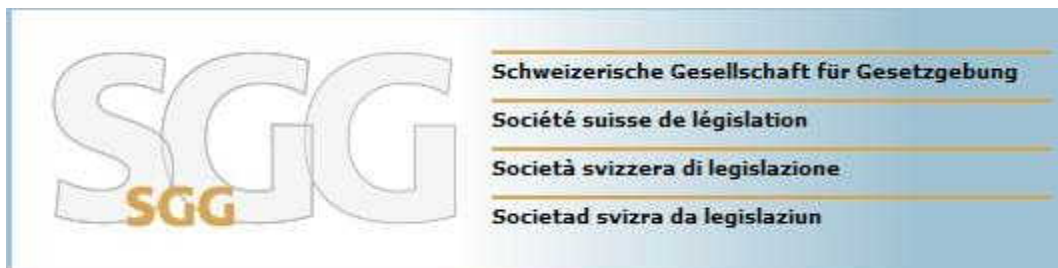 SGG
SGG
Schweizerische Gesellschaft für Gesetzgebung
Société suisse de législation
Società svizzera di legislazione
Societad svizra da legislaziun